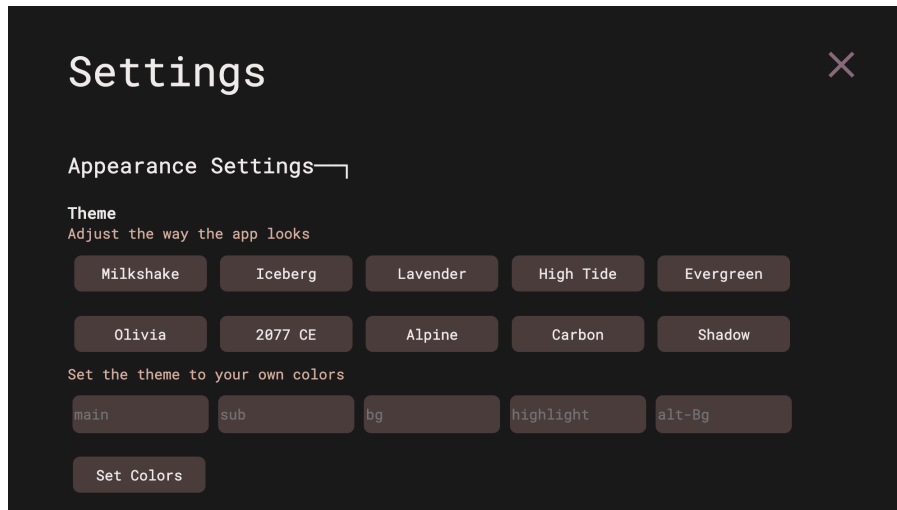 Settings
Appearance Settings
Theme
Adjust the way the app looks
Milkshake Iceberg Lavender High Tide Evergreen
Olivia 2077 CE Alpine Carbon Shadow
Set the theme to your own colors
main sub bg highlight alt-Bg
Set Colors